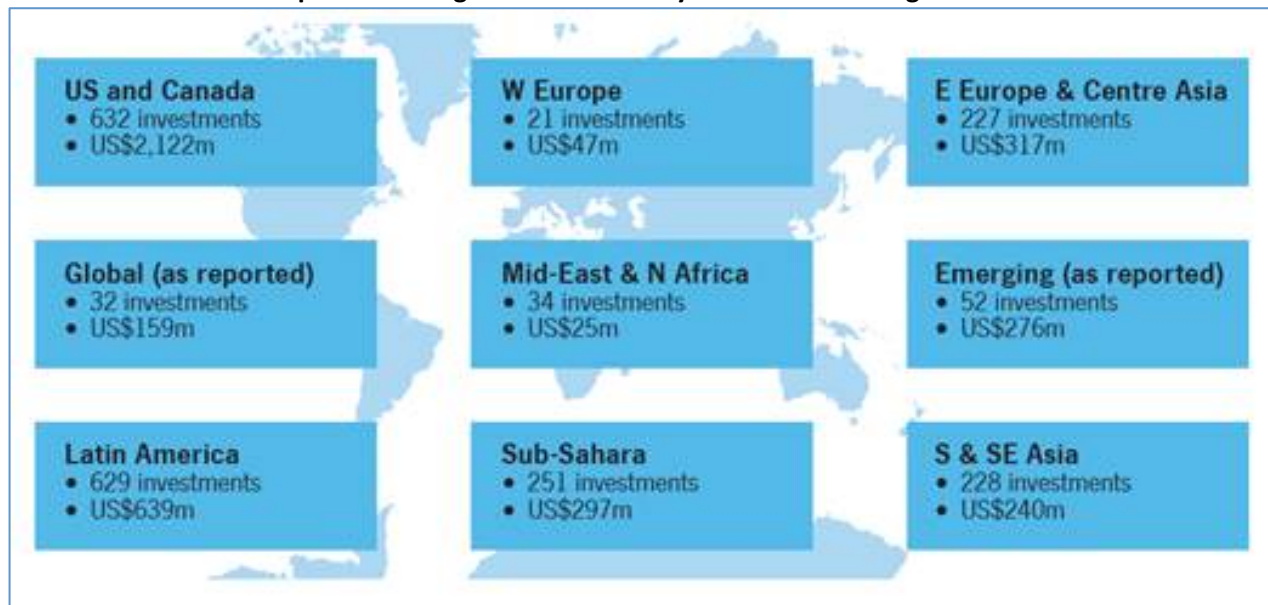 US and Canada
• 632 investments
• US$2,122m
W Europe
• 21 investments
• US$47m
E Europe & Centre Asia
• 227 investments
• US$317m
Global (as reported)
• 32 investments
• US$159m
Mid-East & N Africa
• 34 investments
• US$25m
Emerging (as reported)
• 52 investments
• US$276m
Latin America
• 629 investments
• US$639m
Sub-Sahara
• 251 investments
• US$297m
S & SE Asia
• 228 investments
• US$240m